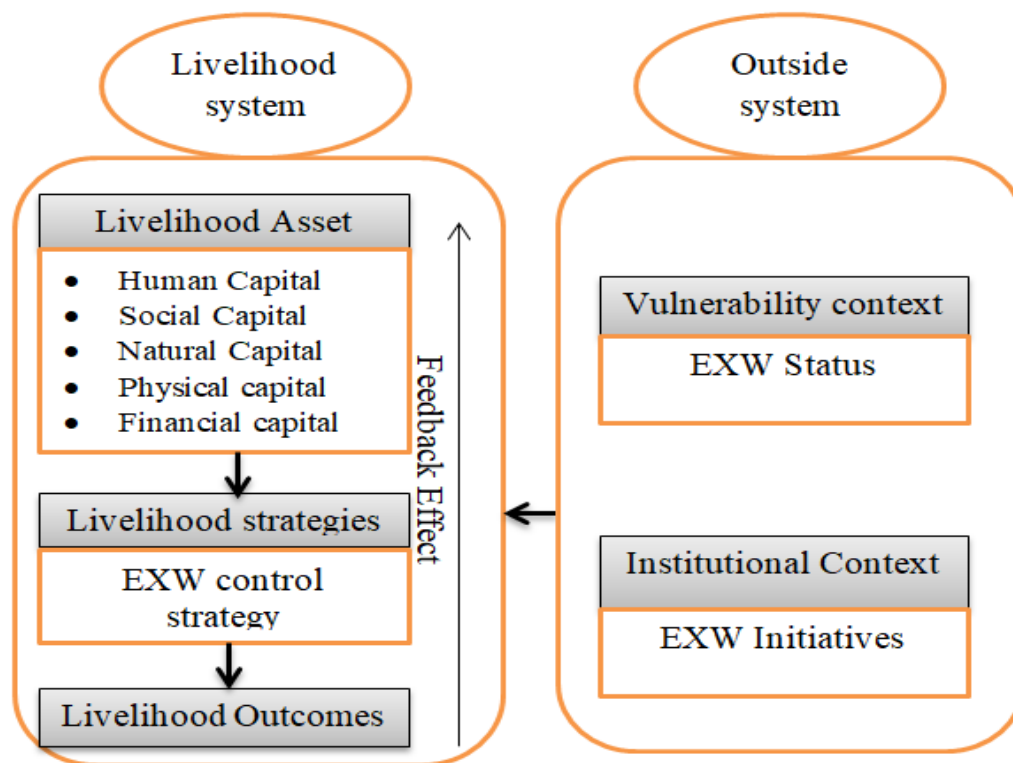 Livelihood
system
Livelihood Asset
● Human Capital
● Social Capital
● Natural Capital
● Physical capital
● Financial capital
Feedback Effect
Livelihood strategies
EXW control
strategy
Livelihood Outcomes
Outside
system
Vulnerability context
EXW Status
Institutional Context
EXW Initiatives